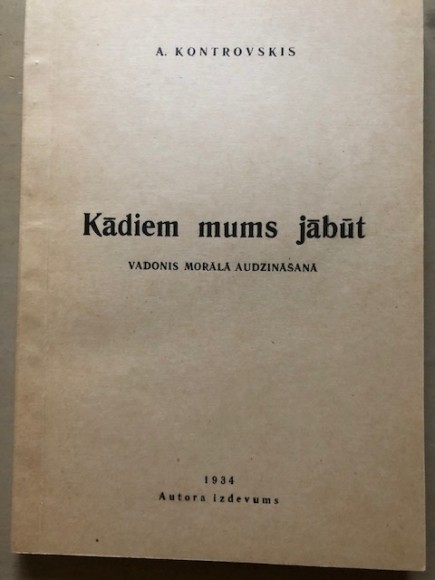 A. KONTROVSKIS
Kādiem mums jābūt
VADONIS MORĀLĀ AUDZINĀŠANĀ
1934
Autora izdevums